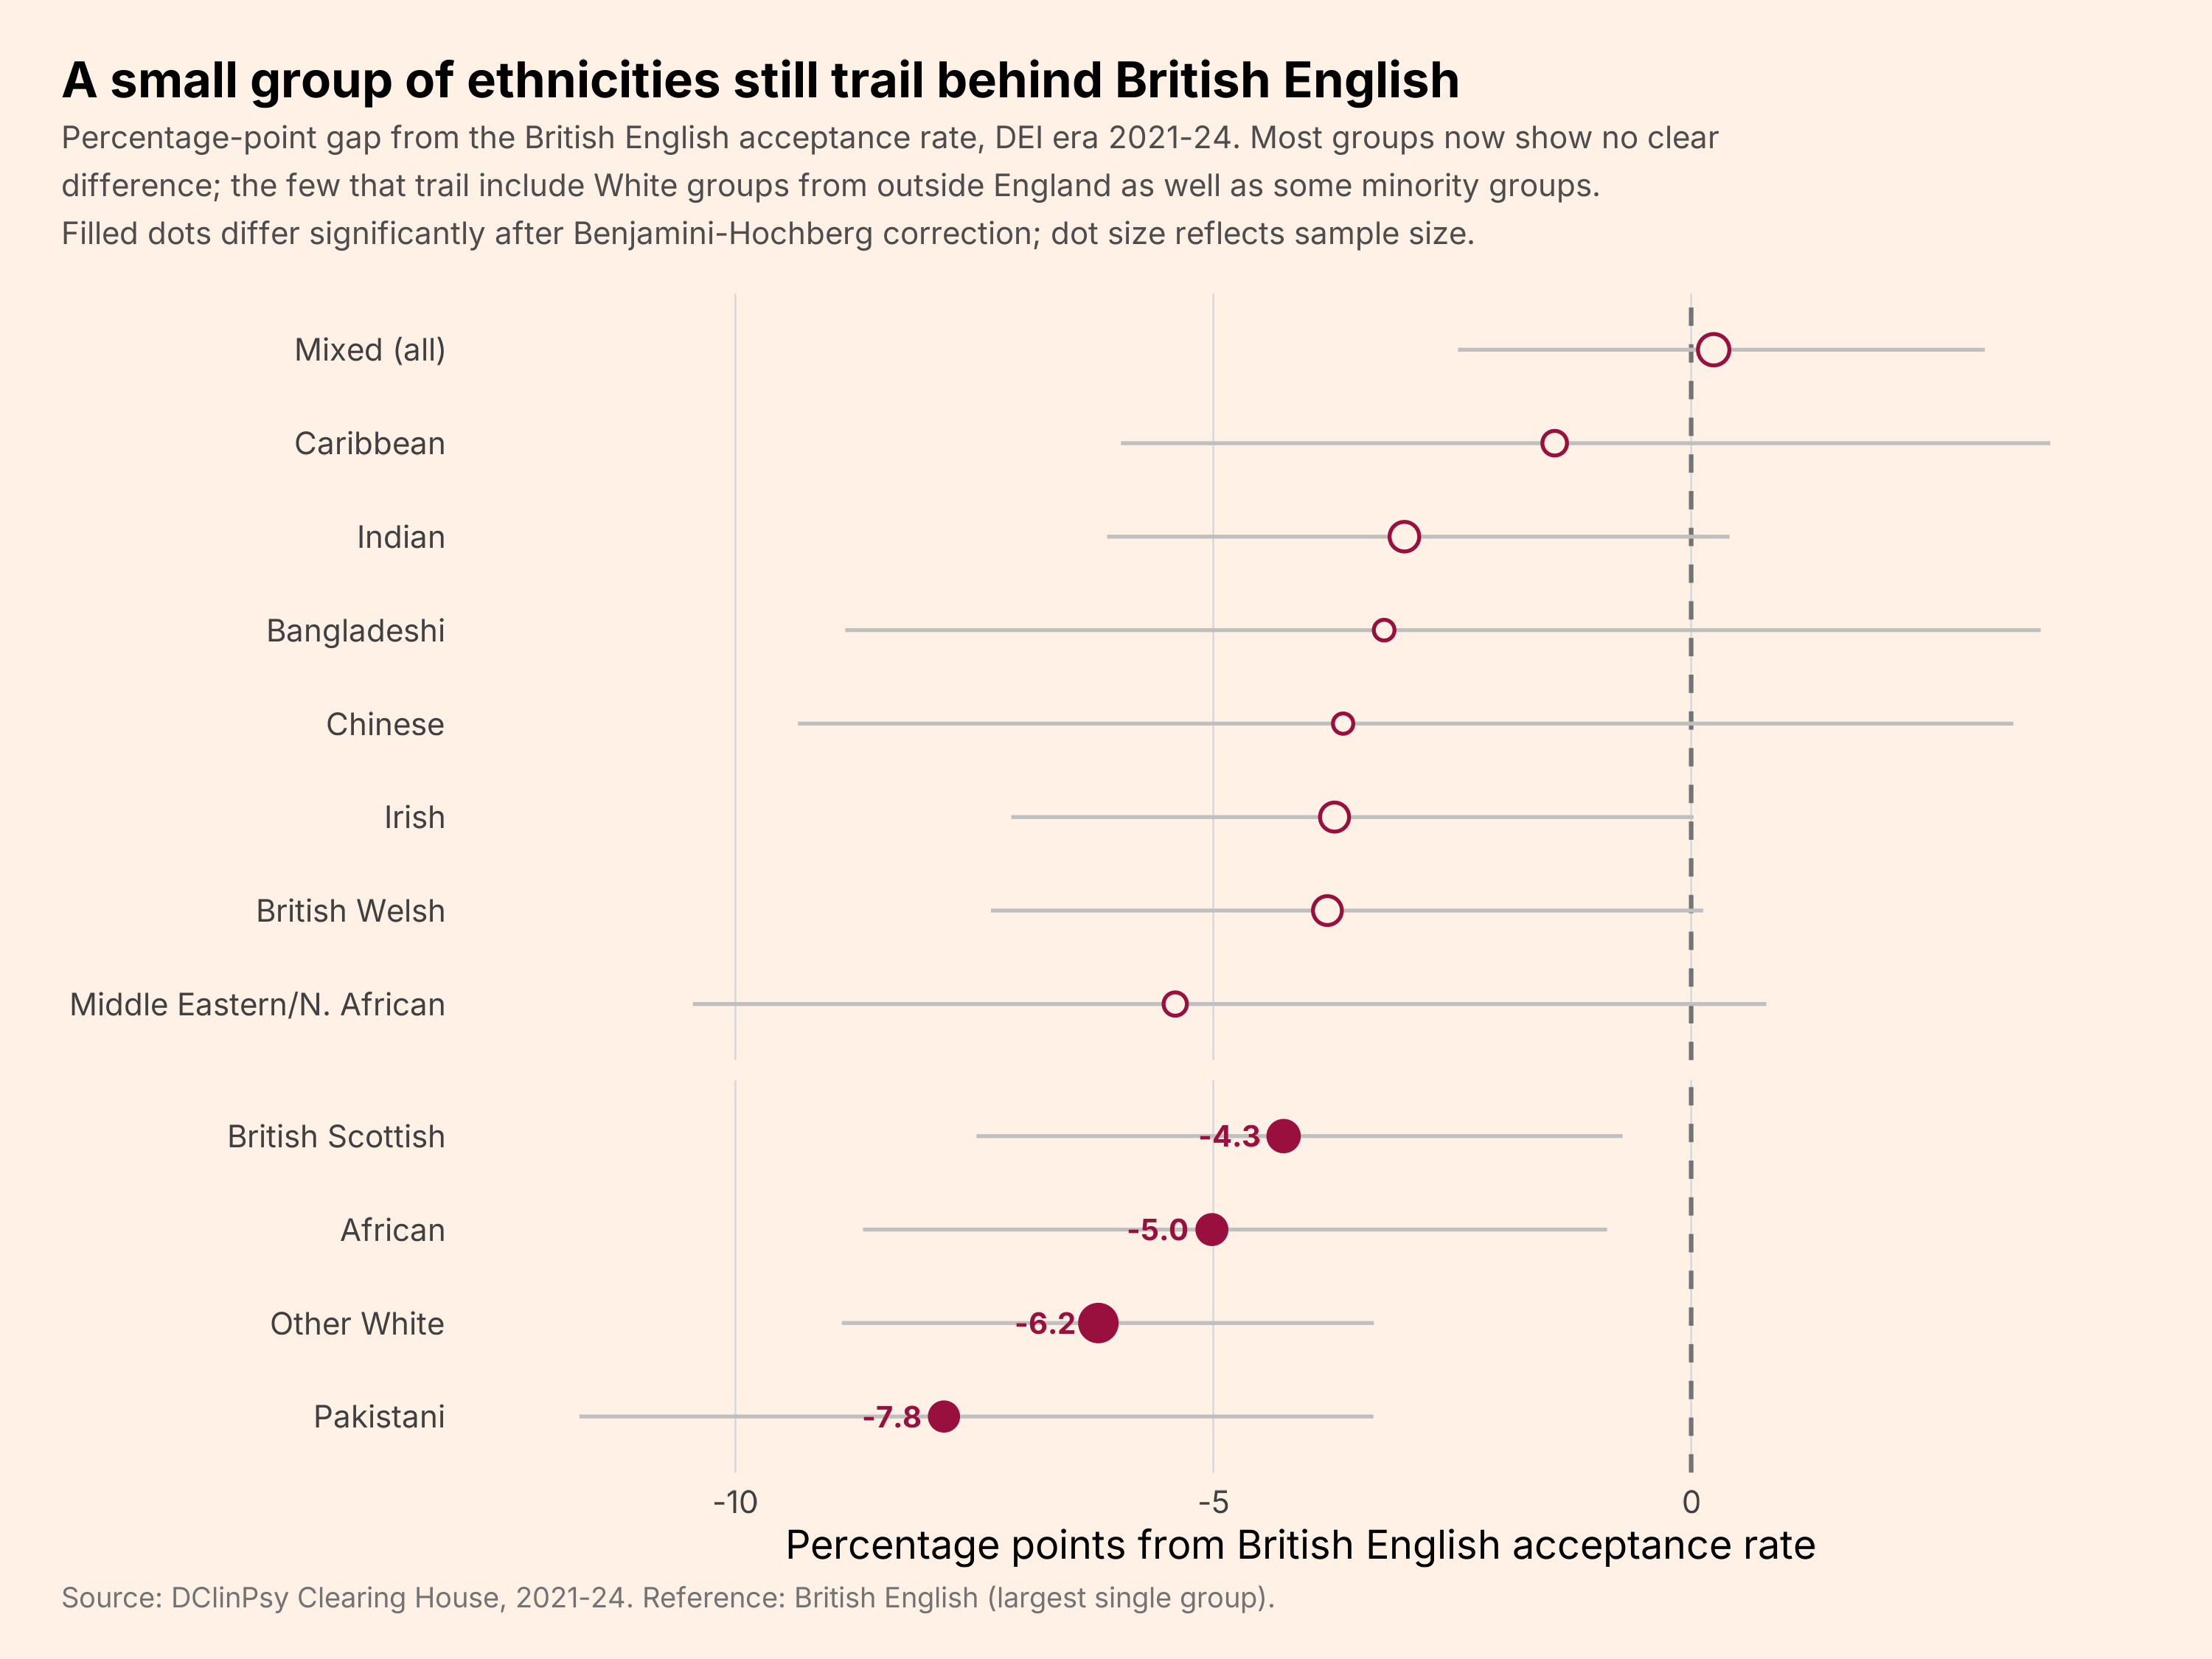 A small group of ethnicities still trail behind British English
Percentage-point gap from the British English acceptance rate, DEI era 2021-24. Most groups now show no clear
difference; the few that trail include White groups from outside England as well as some minority groups.
Filled dots differ significantly after Benjamini-Hochberg correction; dot size reflects sample size.
Mixed (all)
Caribbean
Indian
Bangladeshi
Chinese
Irish
British Welsh
Middle Eastern/N. African
British Scottish
-4.3
African
-5.0
Other White
-6.2
Pakistani
-7.8
-10
-5
0
Percentage points from British English acceptance rate
Source: DClinPsy Clearing House, 2021-24. Reference: British English (largest single group).